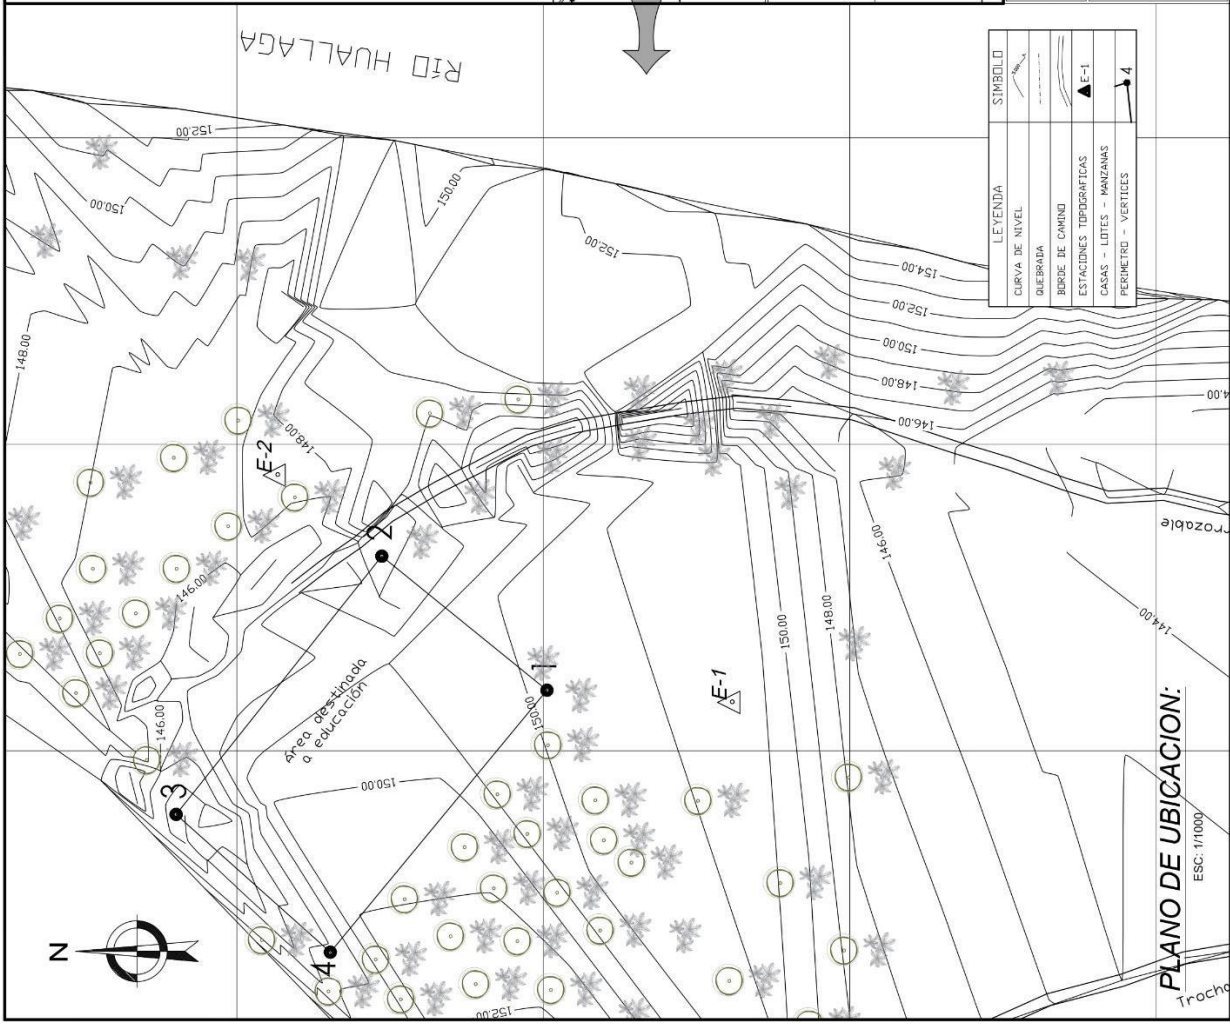 RÍO HUALLAGA
152.00
150.00
148.00
150.00
152.00
154.00
152.00
150.00
148.00
146.00
148.00
E-2
2
146.00
146.00
3
Área destinada
a educación
150.00
1
150.00
E-1
150.00
148.00
146.00
144.00
4
152.00
N
Trocha
LEYENDA
SIMBOLO
CURVA DE NIVEL
QUEBRADA
BORDE DE CAMINO
ESTACIONES TOPOGRAFICAS
E-1
CASAS - LOTES - MANZANAS
PERIMETRO - VERTICES
4
PLANO DE UBICACION:
ESC: 1/1000